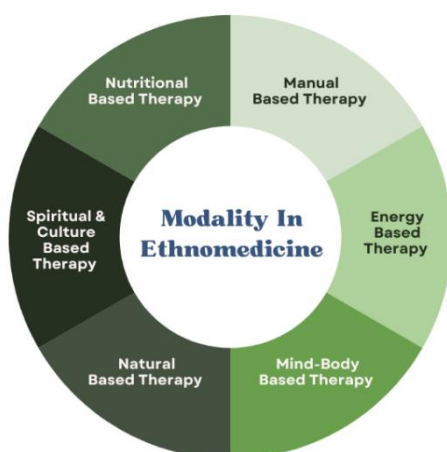 Nutritional
Based Therapy
Manual
Based Therapy
Spiritual &
Culture
Based
Therapy
Modality In
Ethnomedicine
Energy
Based
Therapy
Natural
Based Therapy
Mind-Body
Based Therapy